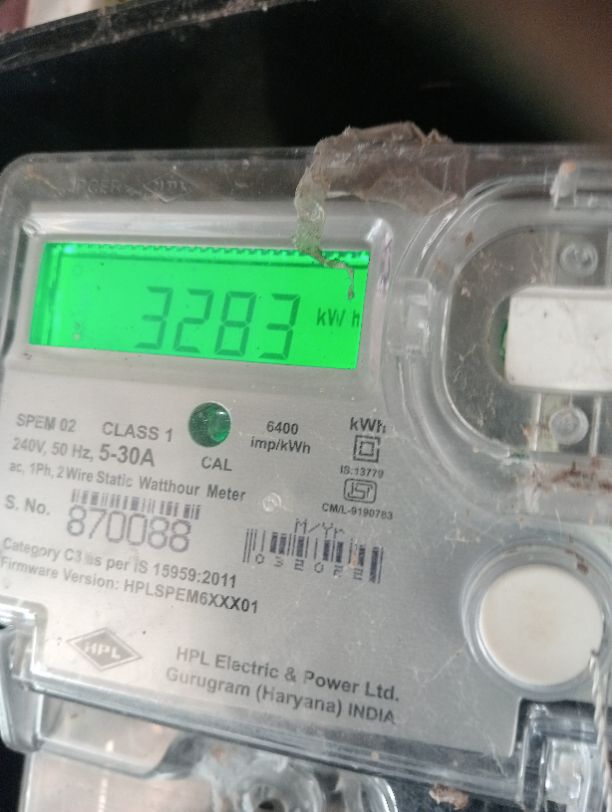 HPL
3283 kWh
SPEM 02 CLASS 1 6400 imp/kWh kWh
240V, 50 Hz, 5-30A
CAL
IS:13779
ac, 1Ph, 2 Wire Static Watthour Meter
CM/L-9190783
S. No. 870088
M/Yr
032022
Category C3 as per IS 15959:2011
Firmware Version: HPLSPEM6XXX01
HPL
HPL Electric & Power Ltd.
Gurugram (Haryana) INDIA